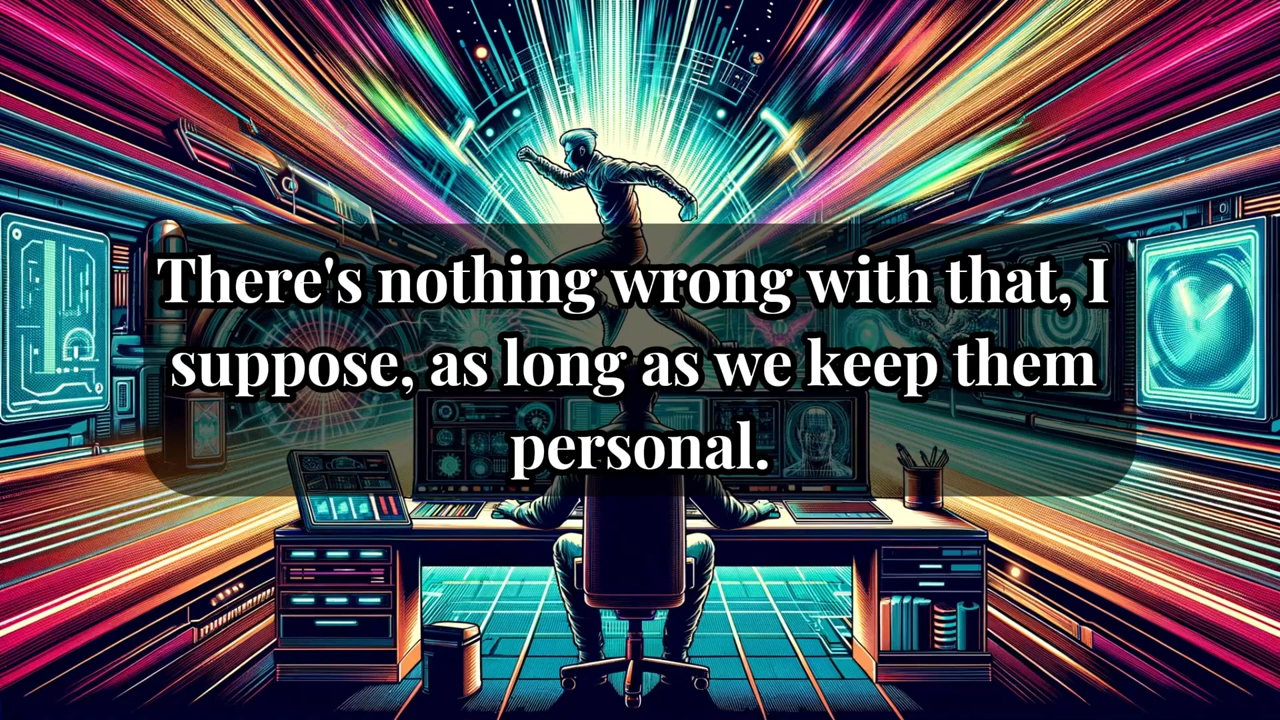 There's nothing wrong with that, I
suppose, as long as we keep them
personal.